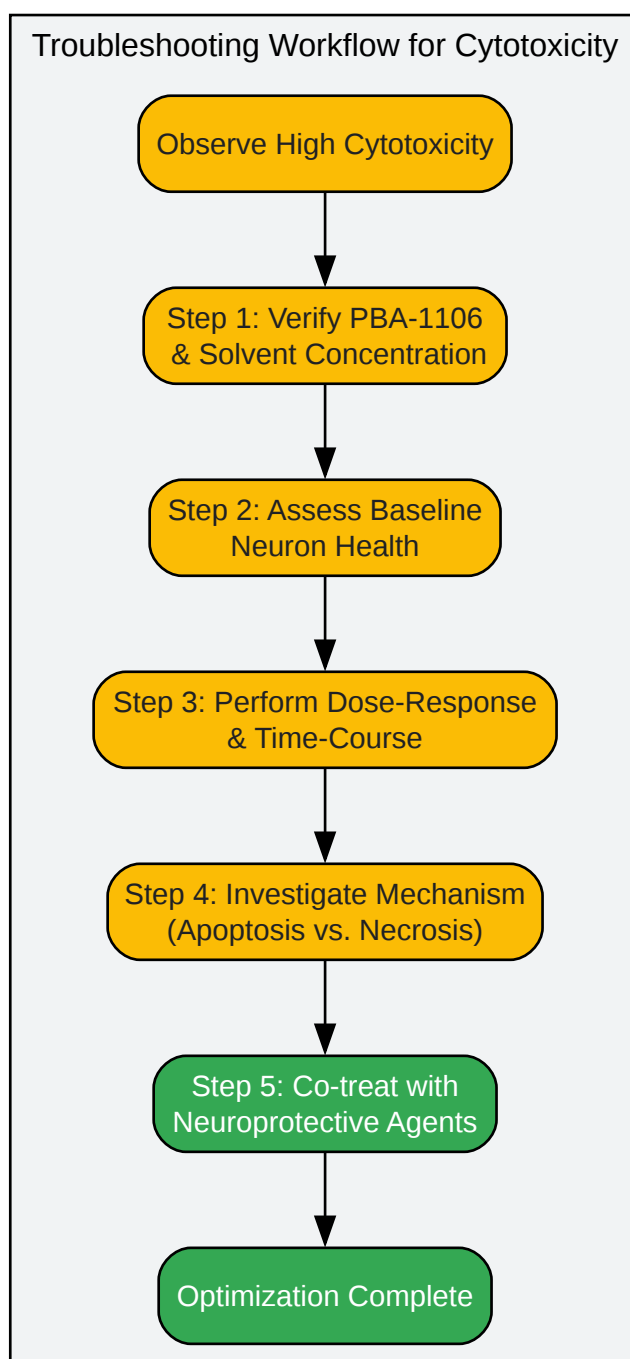 Troubleshooting Workflow for Cytotoxicity
Observe High Cytotoxicity
Step 1: Verify PBA-1106
& Solvent Concentration
Step 2: Assess Baseline
Neuron Health
Step 3: Perform Dose-Response
& Time-Course
Step 4: Investigate Mechanism
(Apoptosis vs. Necrosis)
Step 5: Co-treat with
Neuroprotective Agents
Optimization Complete